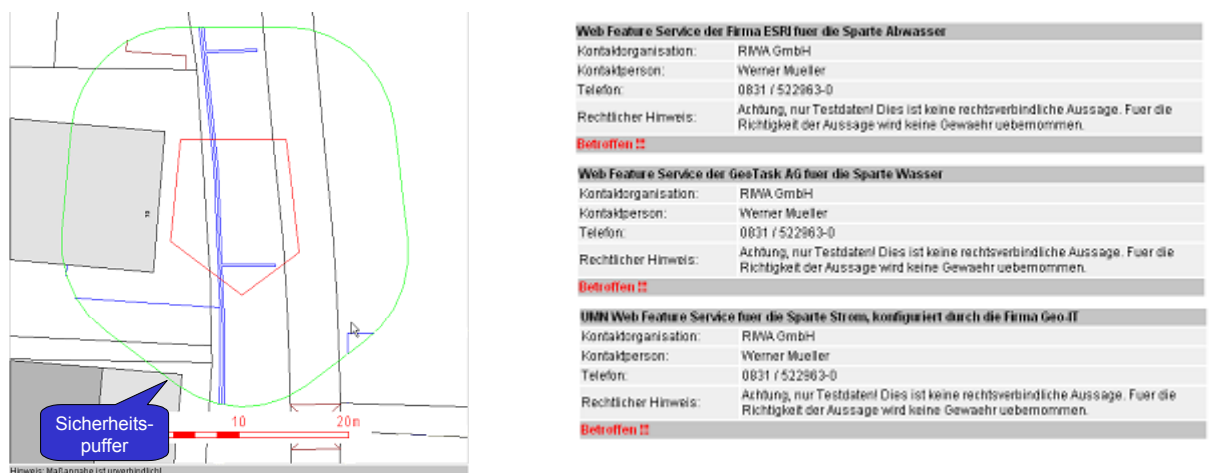 Sicherheits-
puffer
10
20m
Hinweis: Maßangabe ist unverbindlich!
Web Feature Service der Firma ESRI fuer die Sparte Abwasser
Kontaktorganisation: RIWA GmbH
Kontaktperson: Werner Mueller
Telefon: 0831 / 522963-0
Rechtlicher Hinweis: Achtung, nur Testdaten! Dies ist keine rechtsverbindliche Aussage. Fuer die
Richtigkeit der Aussage wird keine Gewaehr uebernommen.
Betroffen !!!
Web Feature Service der GeoTask AG fuer die Sparte Wasser
Kontaktorganisation: RIWA GmbH
Kontaktperson: Werner Mueller
Telefon: 0831 / 522963-0
Rechtlicher Hinweis: Achtung, nur Testdaten! Dies ist keine rechtsverbindliche Aussage. Fuer die
Richtigkeit der Aussage wird keine Gewaehr uebernommen.
Betroffen !!!
UMN Web Feature Service fuer die Sparte Strom, konfiguriert durch die Firma Geo-IT
Kontaktorganisation: RIWA GmbH
Kontaktperson: Werner Mueller
Telefon: 0831 / 522963-0
Rechtlicher Hinweis: Achtung, nur Testdaten! Dies ist keine rechtsverbindliche Aussage. Fuer die
Richtigkeit der Aussage wird keine Gewaehr uebernommen.
Betroffen !!!